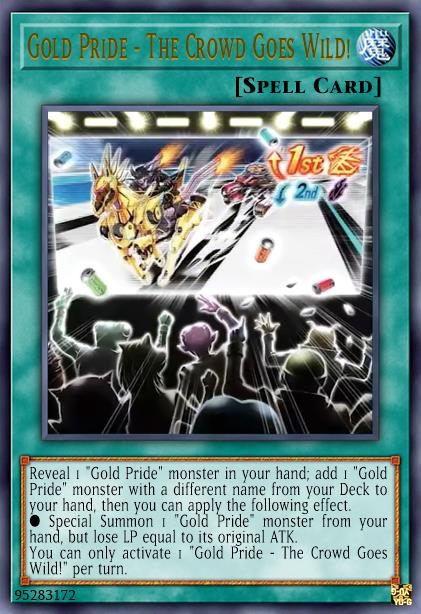 Gold Pride - The Crowd Goes Wild!
魔
[Spell Card]
1st
2nd
Reveal 1 "Gold Pride" monster in your hand; add 1 "Gold
Pride" monster with a different name from your Deck to
your hand, then you can apply the following effect.
● Special Summon 1 "Gold Pride" monster from your
hand, but lose LP equal to its original ATK.
You can only activate 1 "Gold Pride - The Crowd Goes
Wild!" per turn.
95283172